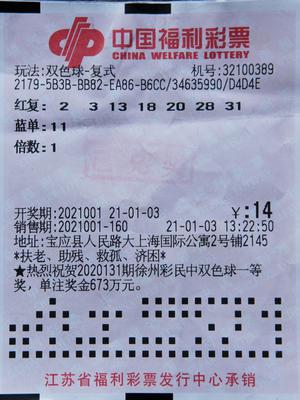 中国福利彩票
CHINA WELFARE LOTTERY
玩法:双色球-复式 机号:32100389
2179-5B3B-BB82-EA86-B6CC/34635990/D4D4E
红复: 2 3 13 18 20 28 31
蓝单:11
倍数:1
开奖期:2021001 21-01-03 ¥:14
销售期:2021001-160 21-01-03 13:22:50
地址:宝应县人民路大上海国际公寓2号铺2145
*扶老、助残、救孤、济困*
★热烈祝贺2020131期徐州彩民中双色球一等
奖,单注奖金673万元。
江苏省福利彩票发行中心承销